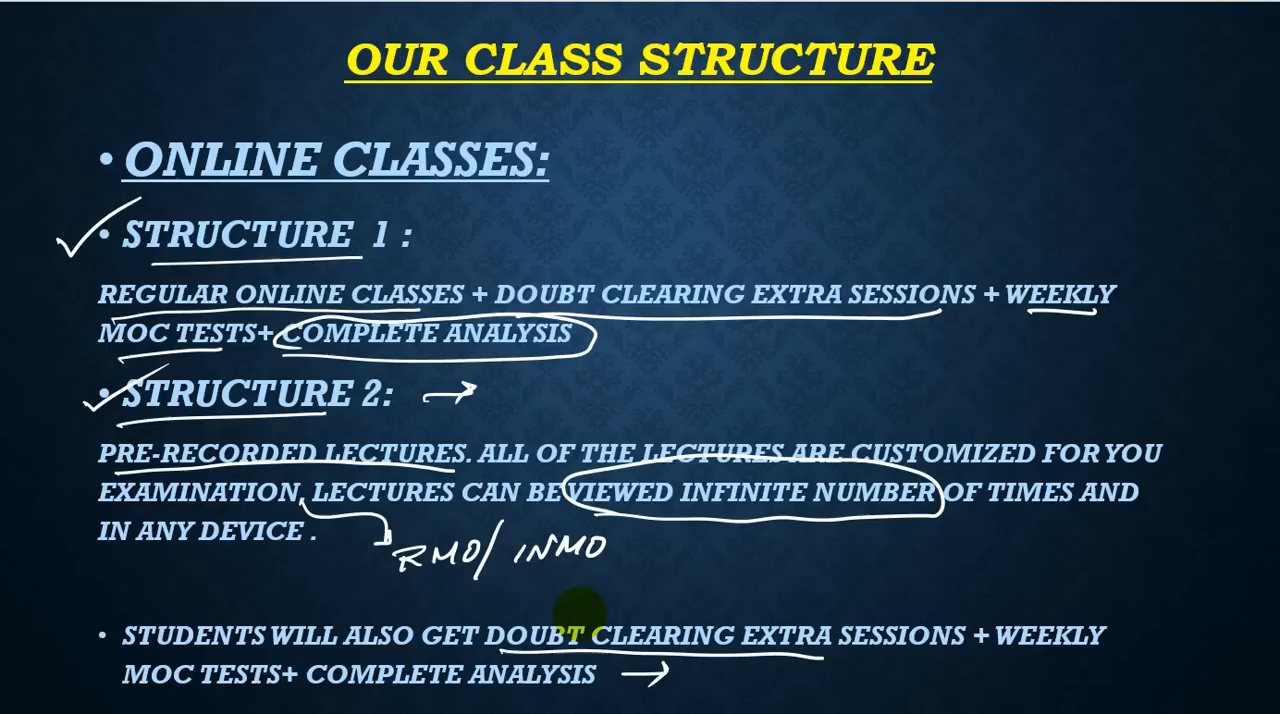 OUR CLASS STRUCTURE
• ONLINE CLASSES:
• STRUCTURE 1 :
REGULAR ONLINE CLASSES + DOUBT CLEARING EXTRA SESSIONS + WEEKLY
MOC TESTS+ COMPLETE ANALYSIS
• STRUCTURE 2:
PRE-RECORDED LECTURES. ALL OF THE LECTURES ARE CUSTOMIZED FOR YOU
EXAMINATION, LECTURES CAN BE VIEWED INFINITE NUMBER OF TIMES AND
IN ANY DEVICE .
RMO/ INMO
• STUDENTS WILL ALSO GET DOUBT CLEARING EXTRA SESSIONS + WEEKLY
MOC TESTS+ COMPLETE ANALYSIS